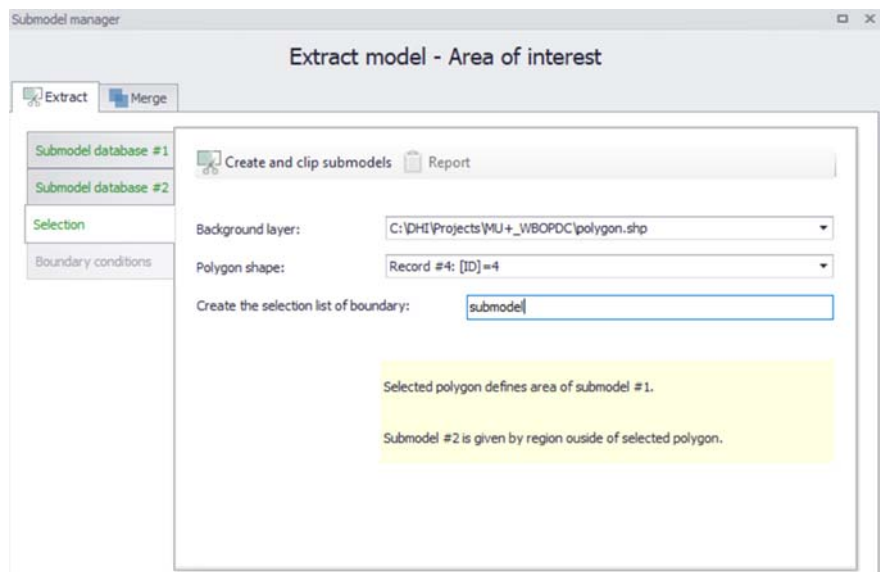 Submodel manager
Extract model - Area of interest
Extract
Merge
Submodel database #1
Submodel database #2
Selection
Boundary conditions
Create and clip submodels
Report
Background layer:
C:\DHI\Projects\MU+_WBOPDC\polygon.shp
Polygon shape:
Record #4: [ID]=4
Create the selection list of boundary:
submodel
Selected polygon defines area of submodel #1.
Submodel #2 is given by region ouside of selected polygon.